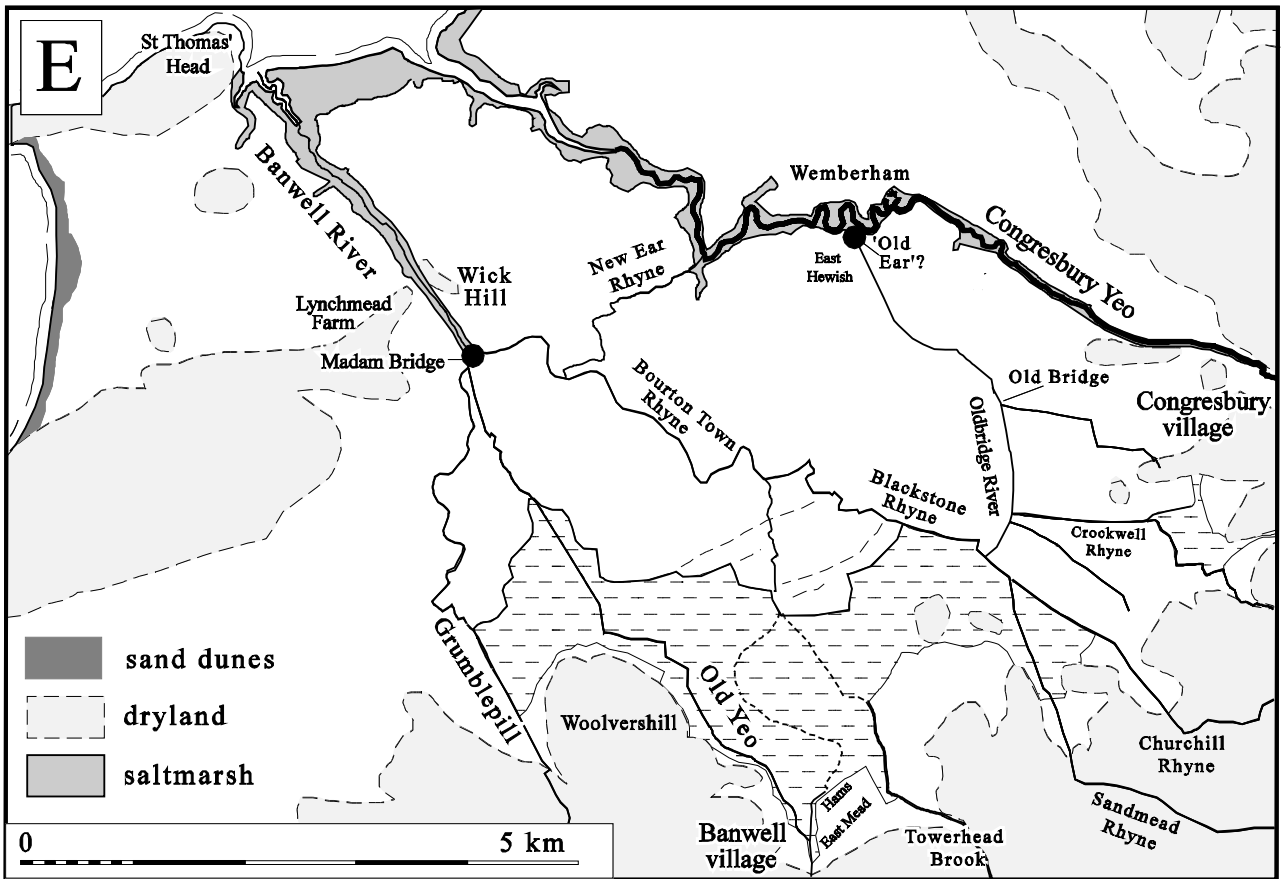 E
St Thomas'
Head
Banwell River
Wemberham
Congresbury Yeo
'Old
Ear'?
East
Hewish
New Ear
Rhyne
Wick
Hill
Lynchmead
Farm
Madam Bridge
Bourton Town
Rhyne
Old Bridge
Congresbury
village
Oldbridge River
Blackstone
Rhyne
Crockwell
Rhyne
Grumblepill
Old Yeo
Woolvershill
Churchill
Rhyne
Sandmead
Rhyne
Hams
East Mead
Towerhead
Brook
Banwell
village
sand dunes
dryland
saltmarsh
0 5 km